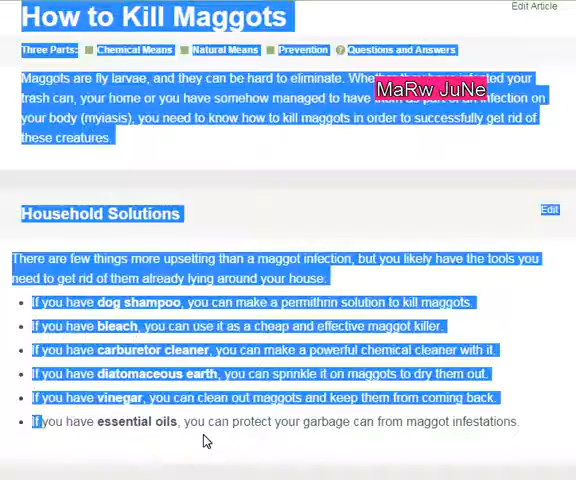 How to Kill Maggots
Edit Article
Three Parts: Chemical Means Natural Means Prevention Questions and Answers
Maggots are fly larvae, and they can be hard to eliminate. your
trash can, your home or you have somehow managed to have infection on
your body (myiasis), you need to know how to kill maggots in order to successfully get rid of
these creatures.
MaRw JuNe
Household Solutions
Edit
There are few things more upsetting than a maggot infection, but you likely have the tools you
need to get rid of them already lying around your house:
If you have dog shampoo, you can make a permithrin solution to kill maggots.
If you have bleach, you can use it as a cheap and effective maggot killer.
If you have carburetor cleaner, you can make a powerful chemical cleaner with it.
If you have diatomaceous earth, you can sprinkle it on maggots to dry them out.
If you have vinegar, you can clean out maggots and keep them from coming back.
If you have essential oils, you can protect your garbage can from maggot infestations.